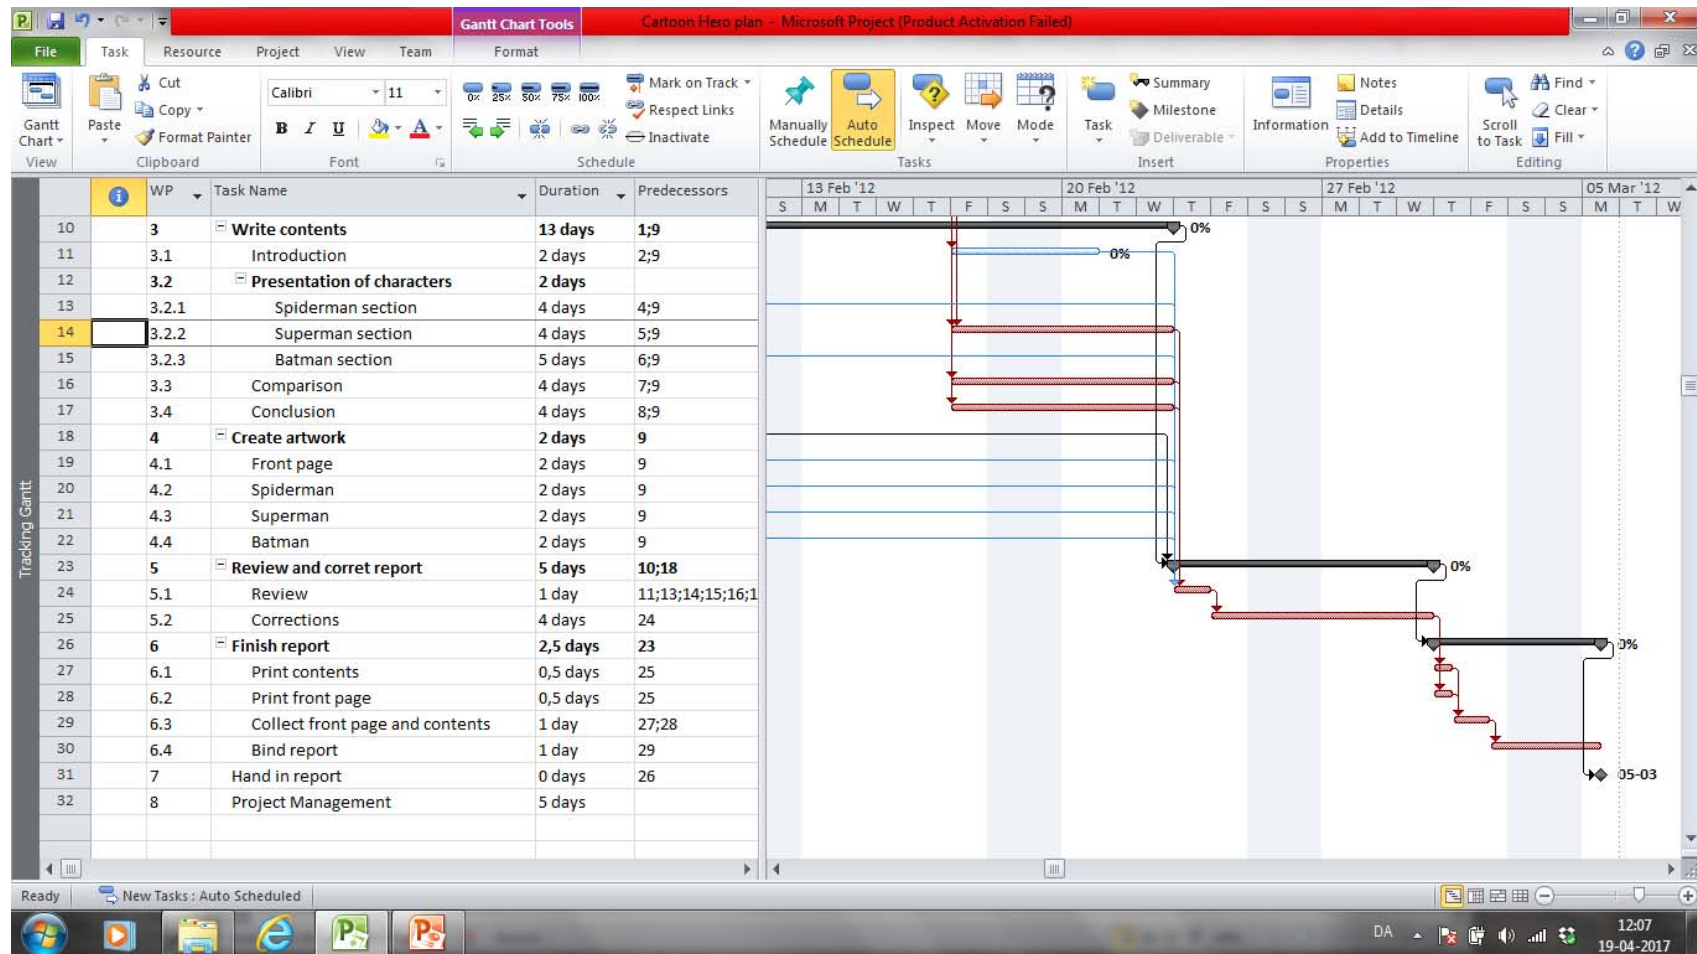 Gantt Chart Tools
Cartoon Hero plan - Microsoft Project (Product Activation Failed)
File Task Resource Project View Team Format
Gantt Chart
View
Paste
Cut
Copy
Format Painter
Clipboard
Calibri 11
B I U A
Font
0% 25% 50% 75% 100%
Mark on Track
Respect Links
Inactivate
Schedule
Manually Schedule
Auto Schedule
Inspect
Move
Mode
Tasks
Task
Summary
Milestone
Deliverable
Insert
Information
Notes
Details
Add to Timeline
Properties
Scroll to Task
Find
Clear
Fill
Editing
WP Task Name Duration Predecessors
13 Feb '12 20 Feb '12 27 Feb '12 05 Mar '12
S M T W T F S S M T W T F S S M T W T F S S M T W
10 3 Write contents 13 days 1;9 0%
11 3.1 Introduction 2 days 2;9 0%
12 3.2 Presentation of characters 2 days
13 3.2.1 Spiderman section 4 days 4;9
14 3.2.2 Superman section 4 days 5;9
15 3.2.3 Batman section 5 days 6;9
16 3.3 Comparison 4 days 7;9
17 3.4 Conclusion 4 days 8;9
18 4 Create artwork 2 days 9
19 4.1 Front page 2 days 9
20 4.2 Spiderman 2 days 9
21 4.3 Superman 2 days 9
22 4.4 Batman 2 days 9
23 5 Review and corret report 5 days 10;18 0%
24 5.1 Review 1 day 11;13;14;15;16;1
25 5.2 Corrections 4 days 24
26 6 Finish report 2,5 days 23 0%
27 6.1 Print contents 0,5 days 25
28 6.2 Print front page 0,5 days 25
29 6.3 Collect front page and contents 1 day 27;28
30 6.4 Bind report 1 day 29
31 7 Hand in report 0 days 26 05-03
32 8 Project Management 5 days
Tracking Gantt
Ready New Tasks : Auto Scheduled
DA
12:07
19-04-2017